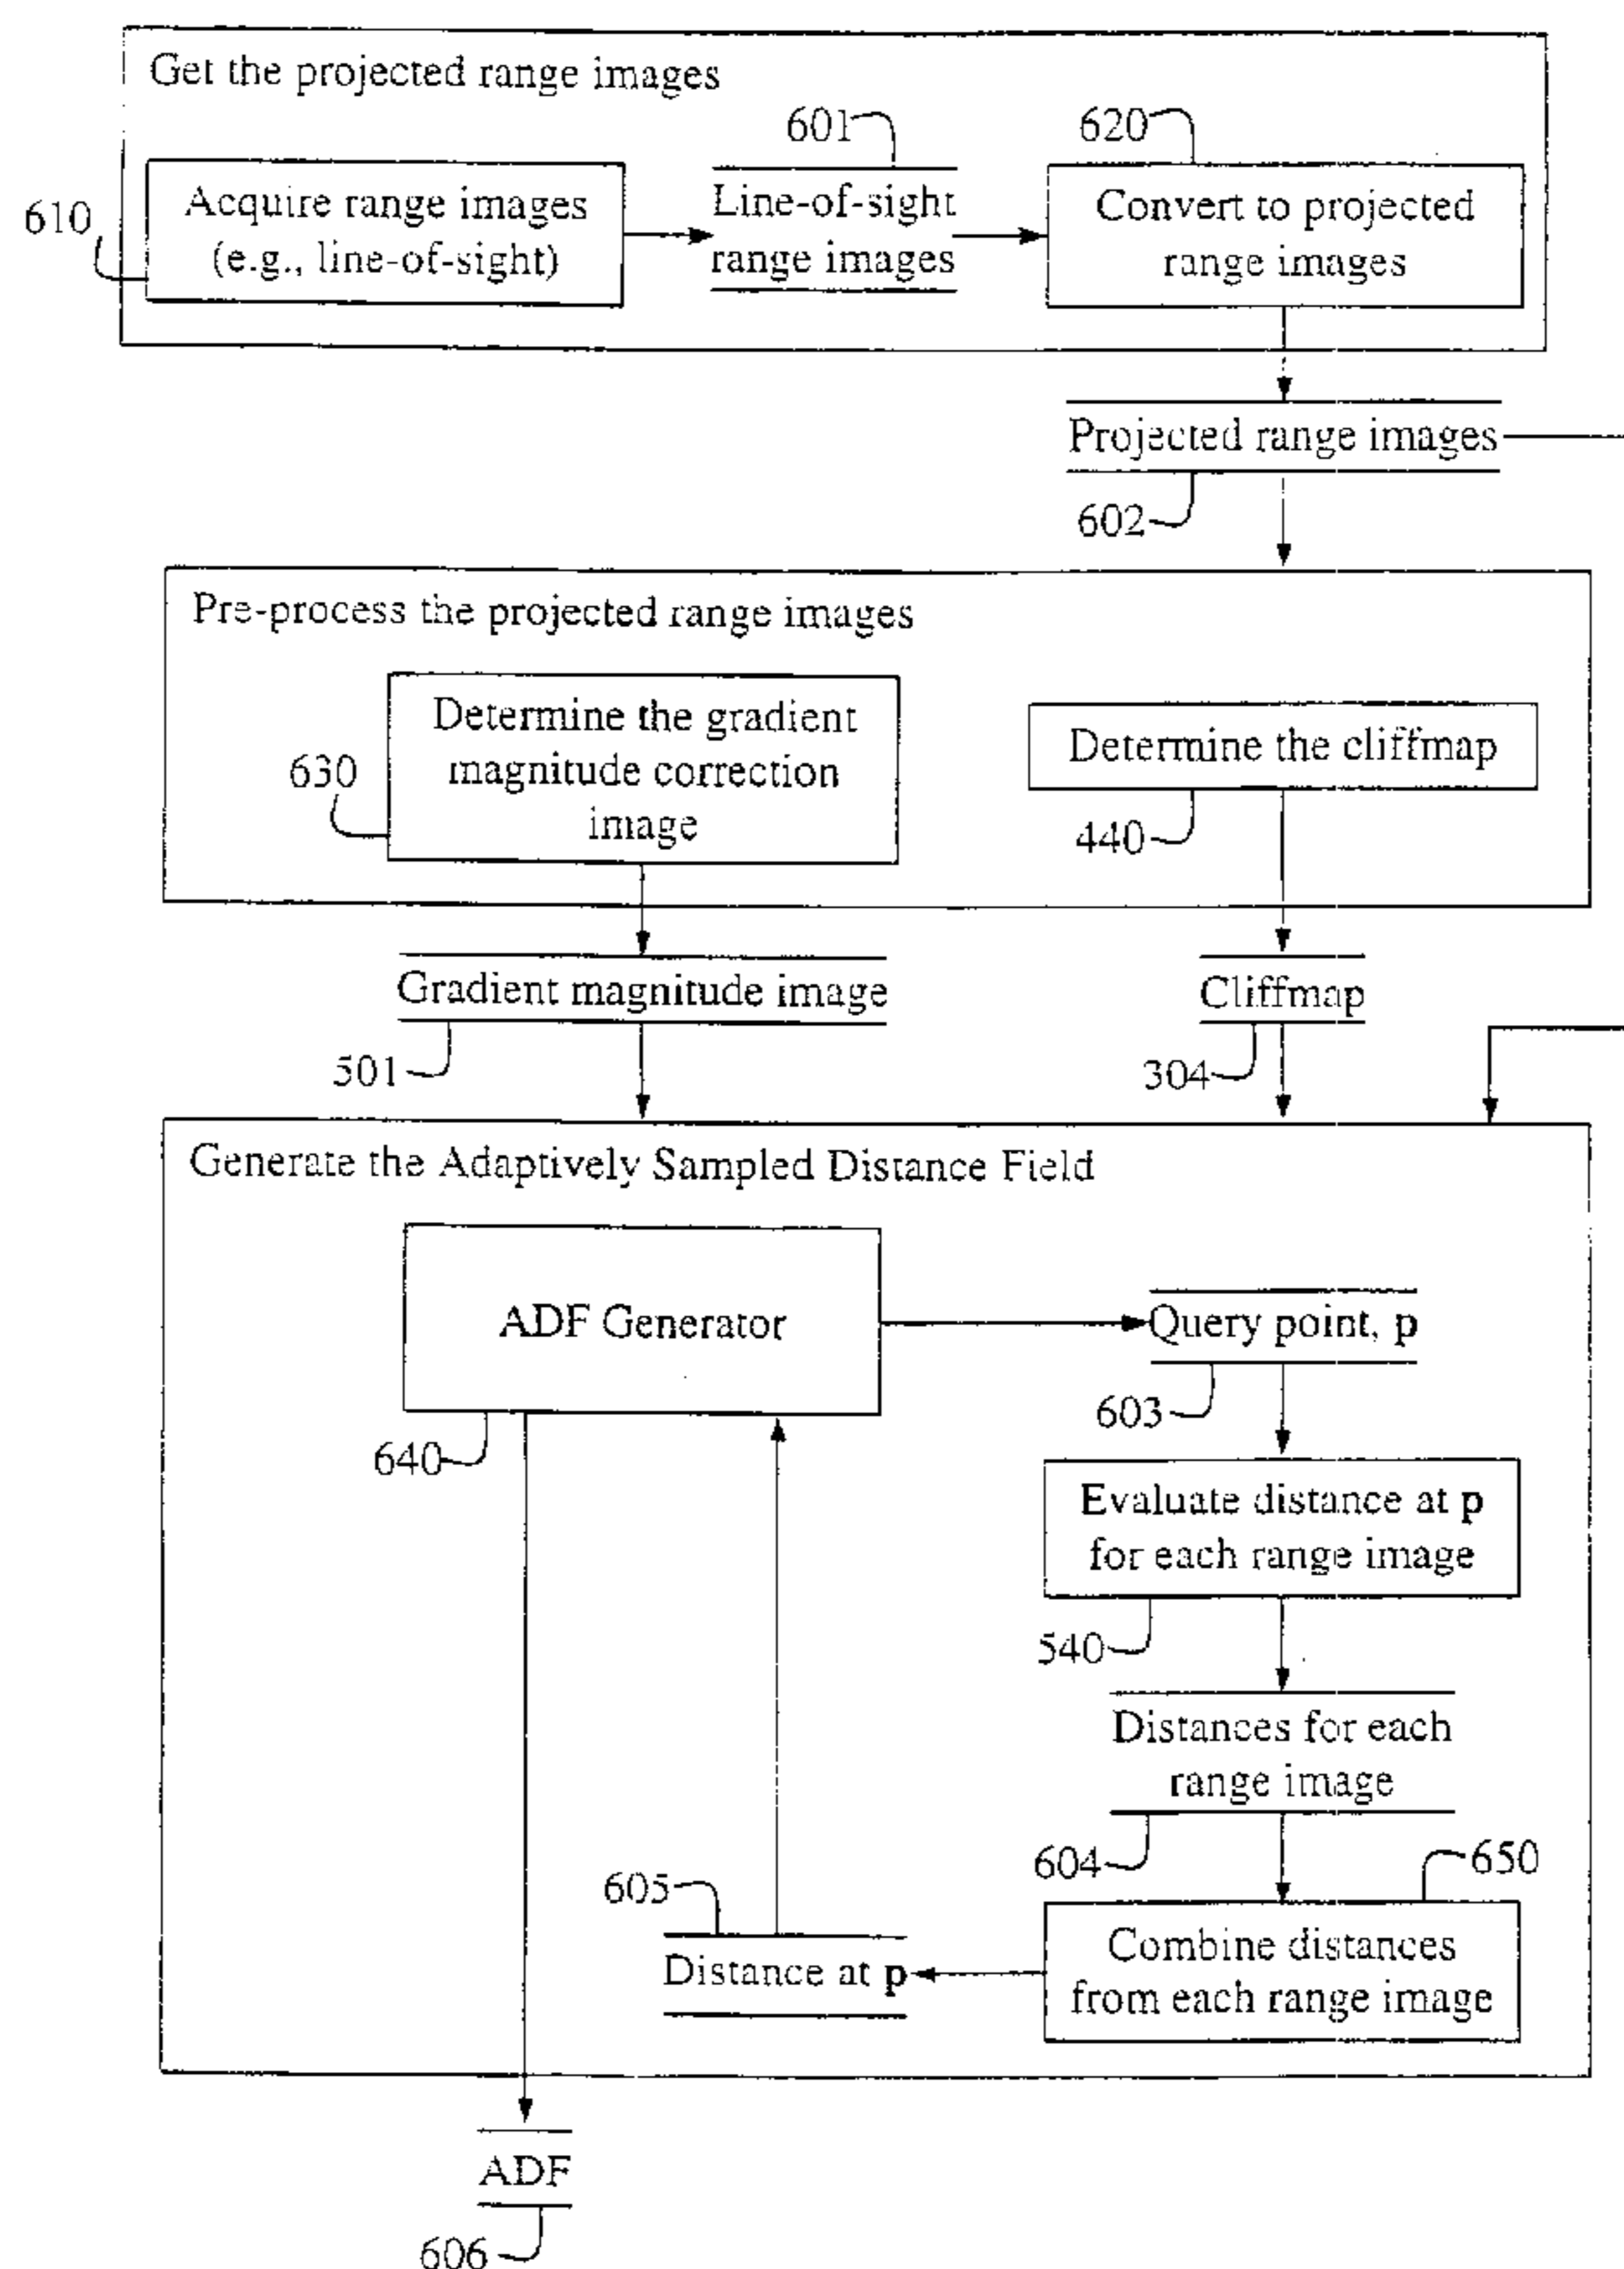 Get the projected range images
601
620
610
Acquire range images
(e.g., line-of-sight)
Line-of-sight
range images
Convert to projected
range images
Projected range images
602
Pre-process the projected range images
630
Determine the gradient
magnitude correction
image
Determine the cliffmap
440
Gradient magnitude image
501
Cliffmap
304
Generate the Adaptively Sampled Distance Field
ADF Generator
640
Query point, p
603
Evaluate distance at p
for each range image
540
Distances for each
range image
604
650
605
Distance at p
Combine distances
from each range image
ADF
606